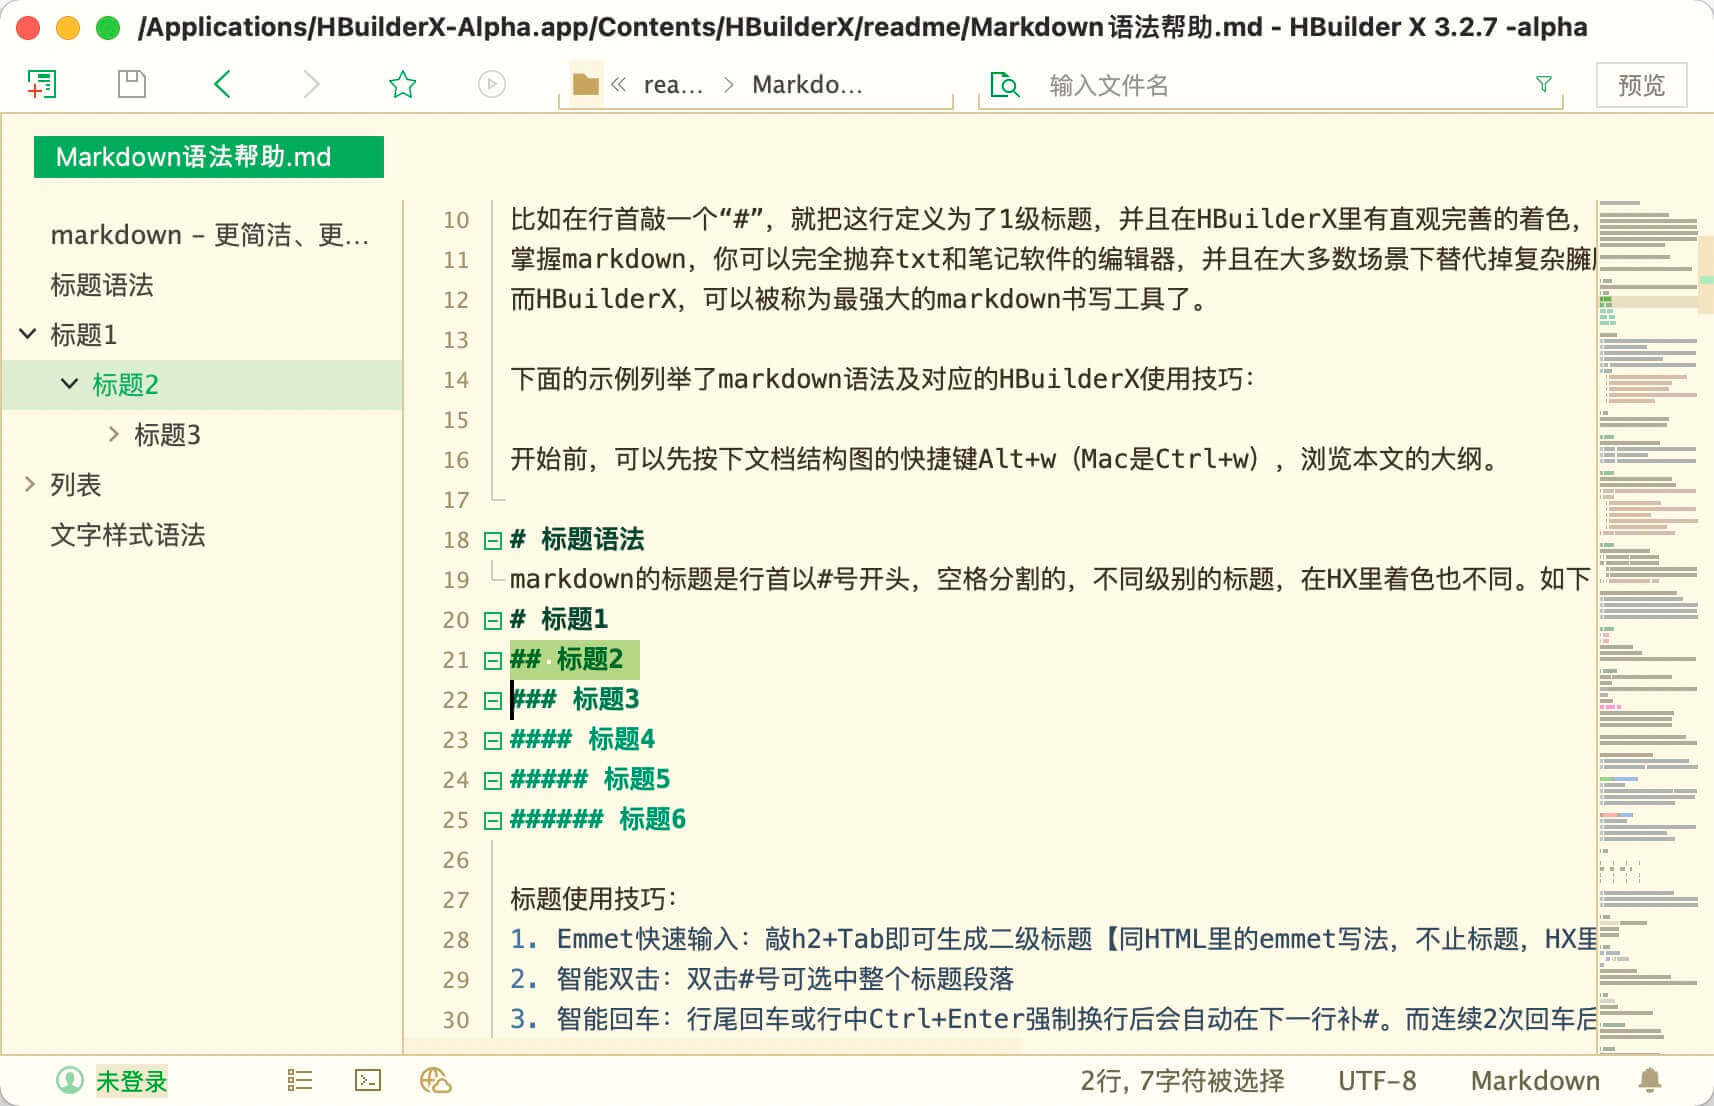 /Applications/HBuilderX-Alpha.app/Contents/HBuilderX/readme/Markdown语法帮助.md - HBuilder X 3.2.7 -alpha
rea... > Markdo...
输入文件名
预览
Markdown语法帮助.md
markdown – 更简洁、更...
标题语法
标题1
标题2
标题3
列表
文字样式语法
10 比如在行首敲一个“#”，就把这行定义为了1级标题，并且在HBuilderX里有直观完善的着色，
11 掌握markdown，你可以完全抛弃txt和笔记软件的编辑器，并且在大多数场景下替代掉复杂臃
12 而HBuilderX，可以被称为最强大的markdown书写工具了。
13
14 下面的示例列举了markdown语法及对应的HBuilderX使用技巧：
15
16 开始前，可以先按下文档结构图的快捷键Alt+w（Mac是Ctrl+w），浏览本文的大纲。
17
18 # 标题语法
19 markdown的标题是行首以#号开头，空格分割的，不同级别的标题，在HX里着色也不同。如下
20 # 标题1
21 ## 标题2
22 ### 标题3
23 #### 标题4
24 ##### 标题5
25 ###### 标题6
26
27 标题使用技巧：
28 1. Emmet快速输入：敲h2+Tab即可生成二级标题【同HTML里的emmet写法，不止标题，HX里
29 2. 智能双击：双击#号可选中整个标题段落
30 3. 智能回车：行尾回车或行中Ctrl+Enter强制换行后会自动在下一行补#。而连续2次回车后
未登录
2行, 7字符被选择
UTF-8
Markdown